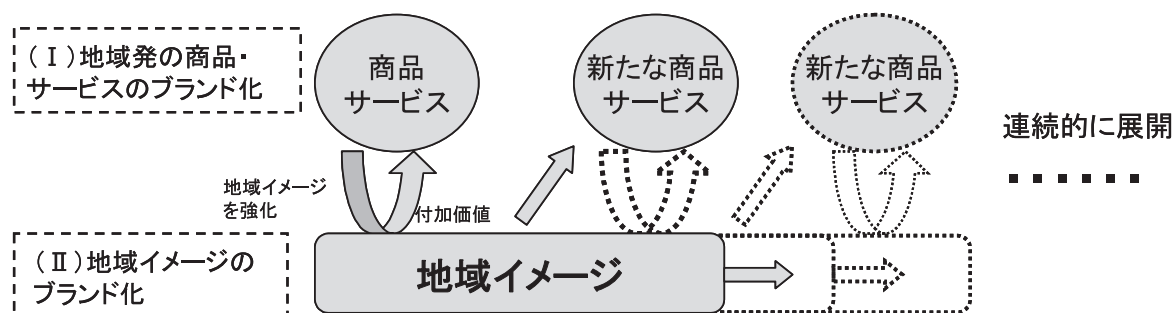 (Ⅰ)地域発の商品・
サービスのブランド化
商品
サービス
新たな商品
サービス
新たな商品
サービス
連続的に展開
・・・・・・
地域イメージ
を強化
付加価値
(Ⅱ)地域イメージの
ブランド化
地域イメージ